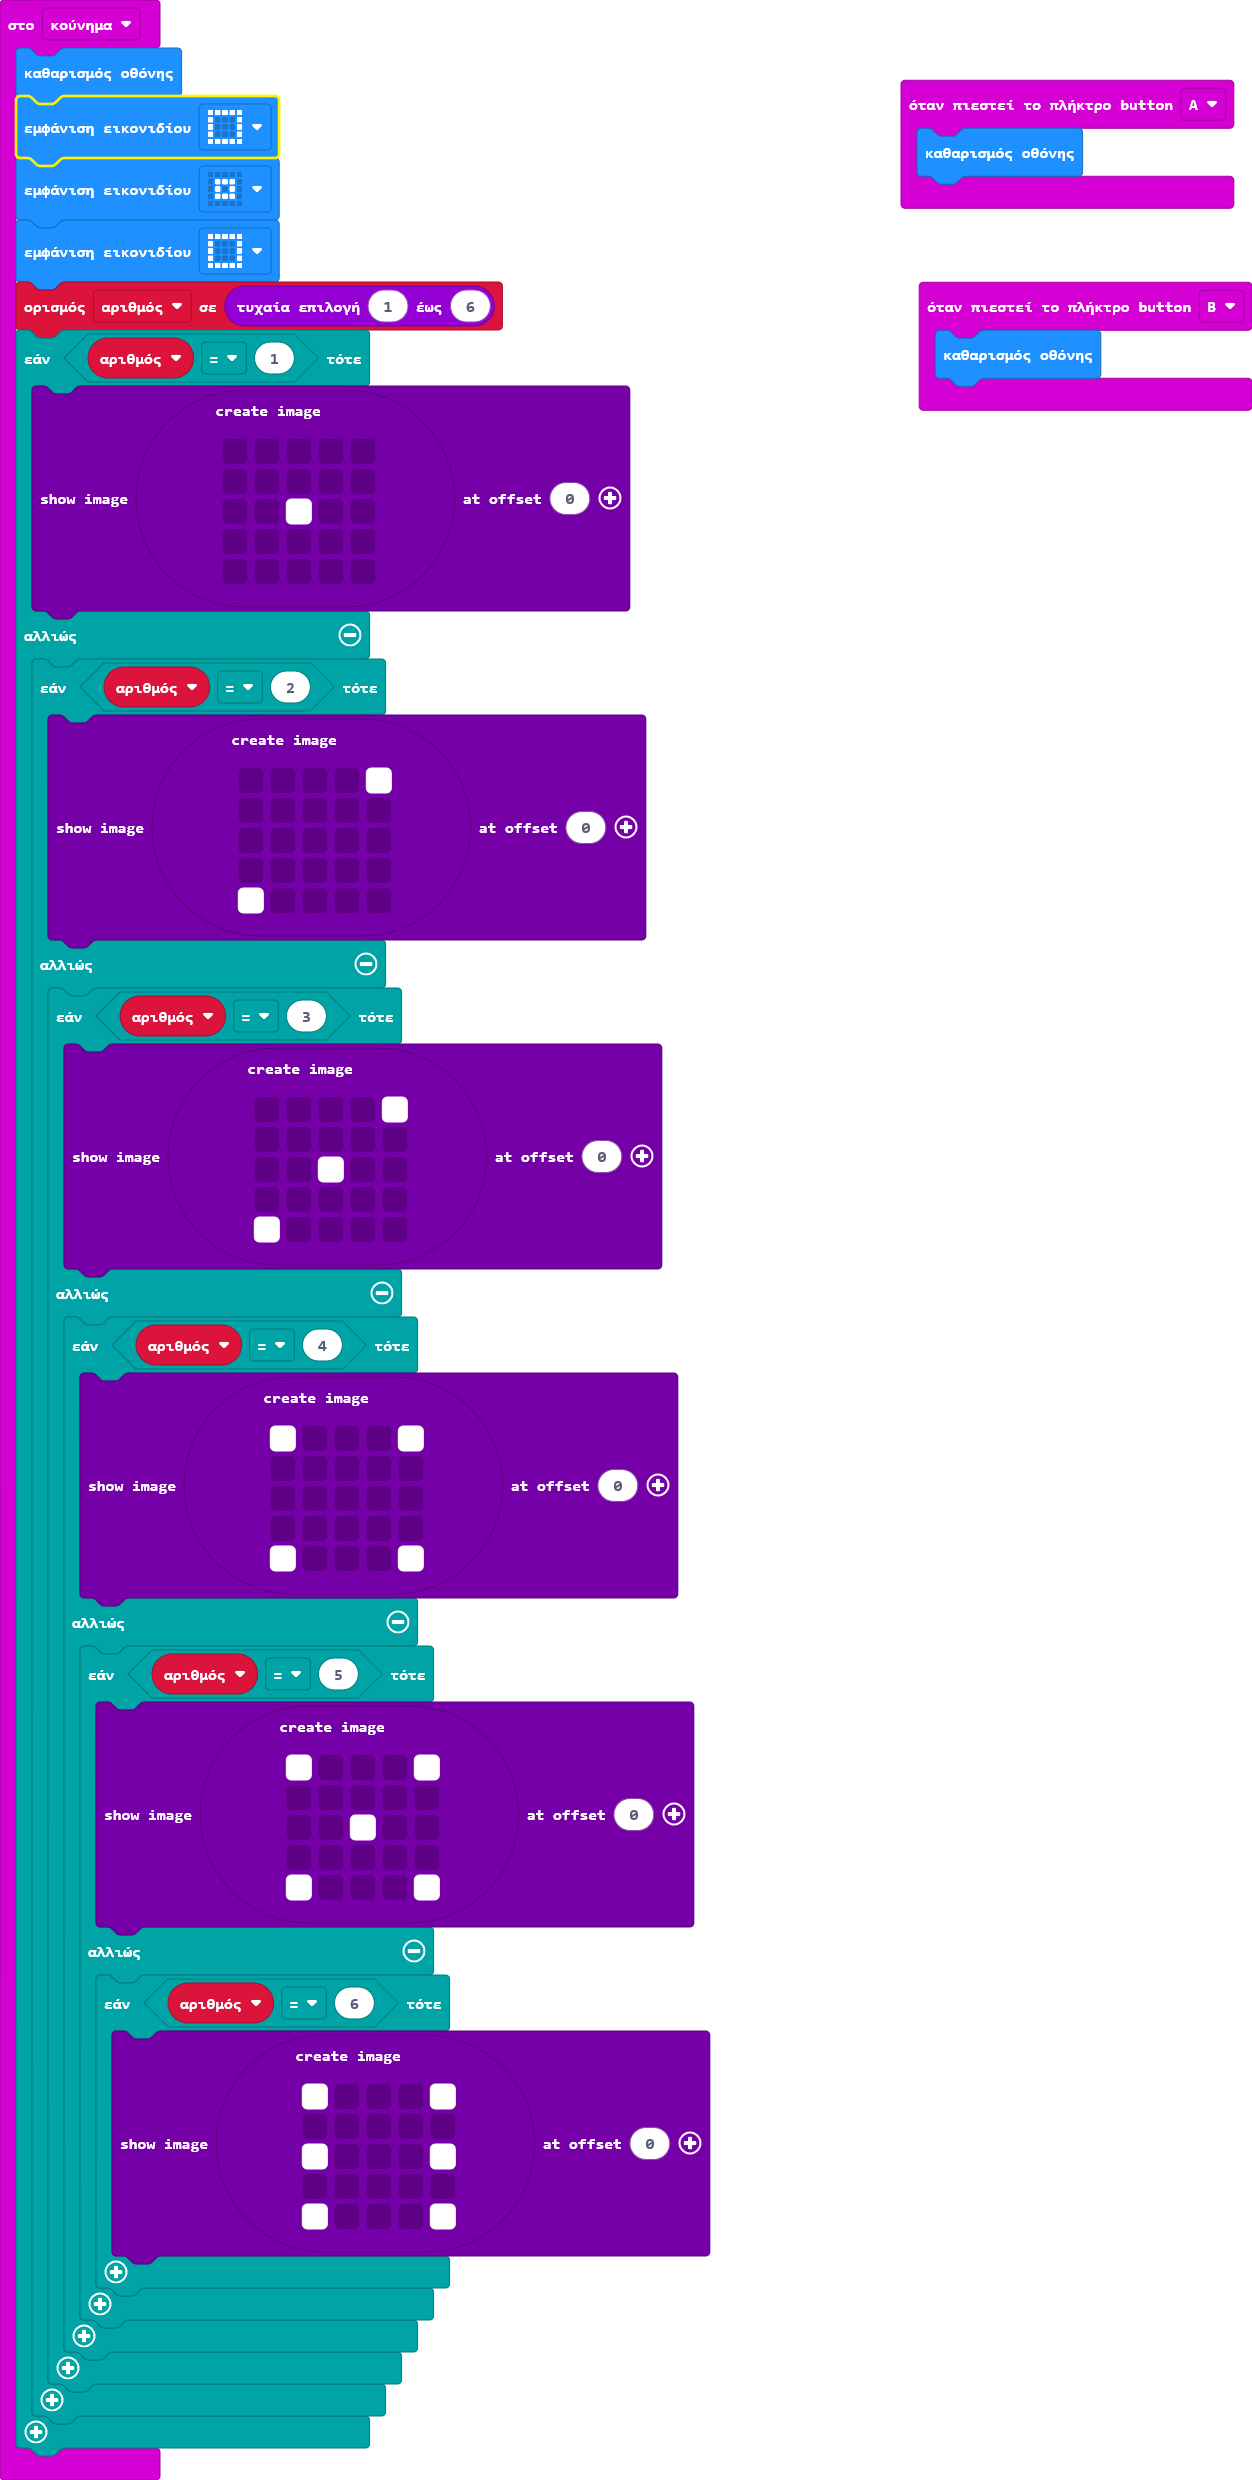 στο κούνημα
καθαρισμός οθόνης
εμφάνιση εικονιδίου
εμφάνιση εικονιδίου
εμφάνιση εικονιδίου
ορισμός αριθμός σε τυχαία επιλογή 1 έως 6
εάν αριθμός = 1 τότε
create image
show image at offset 0
αλλιώς
εάν αριθμός = 2 τότε
create image
show image at offset 0
αλλιώς
εάν αριθμός = 3 τότε
create image
show image at offset 0
αλλιώς
εάν αριθμός = 4 τότε
create image
show image at offset 0
αλλιώς
εάν αριθμός = 5 τότε
create image
show image at offset 0
αλλιώς
εάν αριθμός = 6 τότε
create image
show image at offset 0
όταν πιεστεί το πλήκτρο button A
καθαρισμός οθόνης
όταν πιεστεί το πλήκτρο button B
καθαρισμός οθόνης